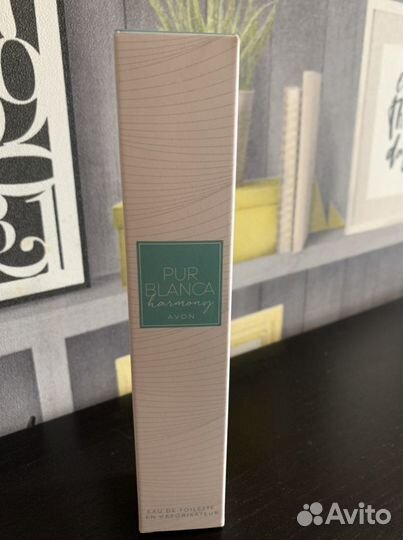 PUR
BLANCA
harmony
AVON
EAU DE TOILETTE
EN VAPORISATEUR
Avito